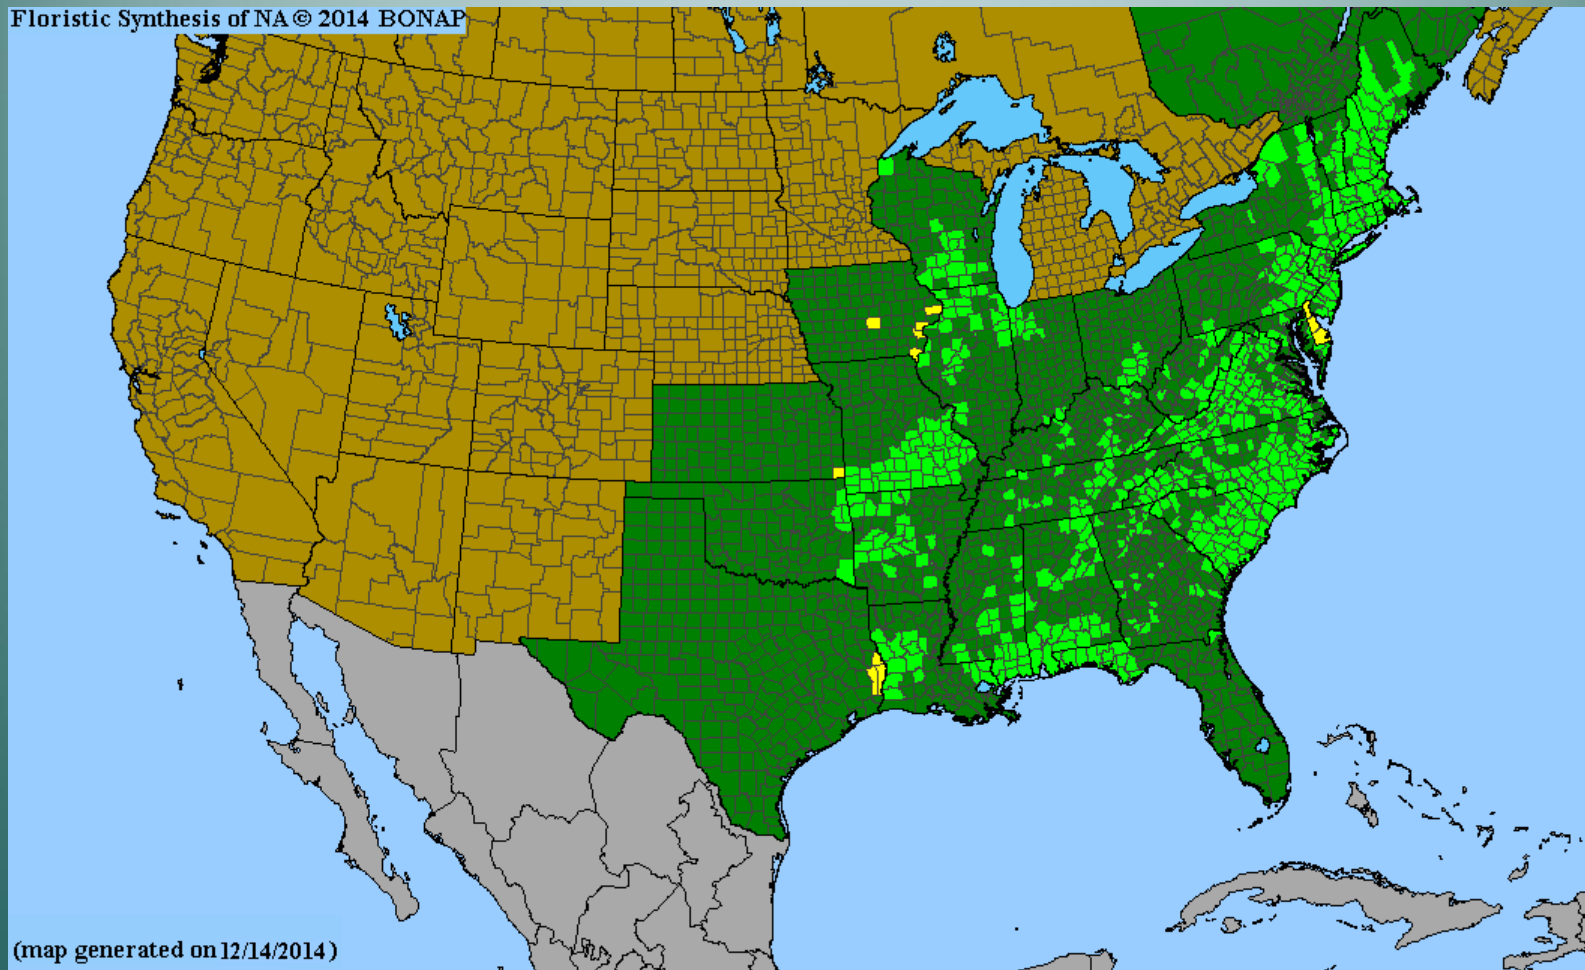 Floristic Synthesis of NA © 2014 BONAP
(map generated on 12/14/2014)